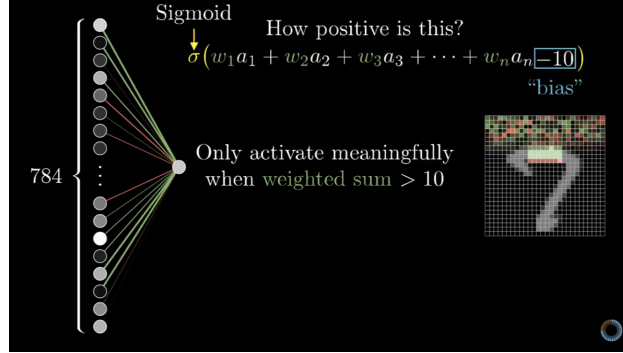 Sigmoid
How positive is this?
σ(w₁a₁ + w₂a₂ + w₃a₃ + ⋯ + wₙaₙ−10)
“bias”
784
Only activate meaningfully
when weighted sum > 10